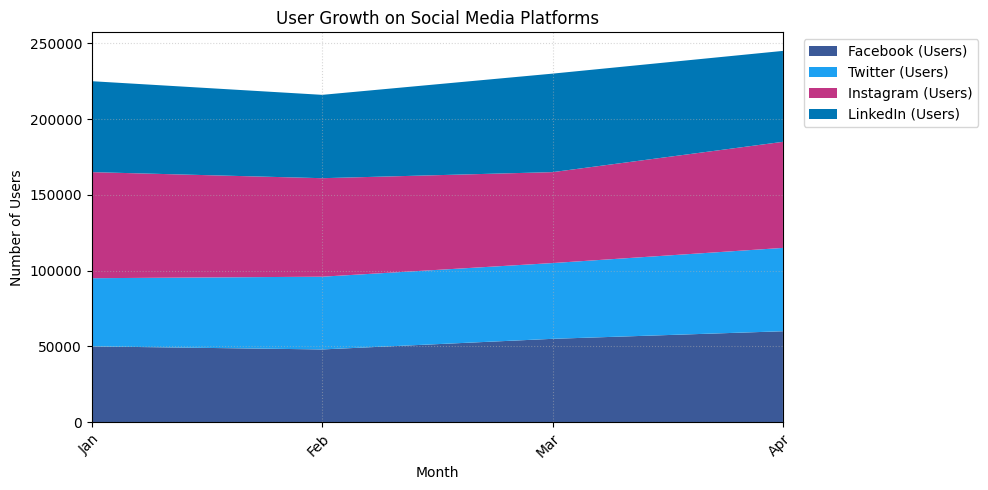 User Growth on Social Media Platforms
250000
200000
150000
100000
50000
0
Number of Users
Jan
Feb
Mar
Apr
Month
Facebook (Users)
Twitter (Users)
Instagram (Users)
LinkedIn (Users)